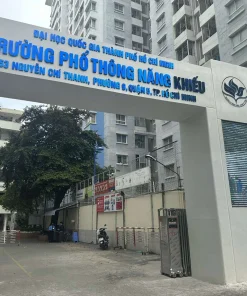 ĐẠI HỌC QUỐC GIA THÀNH PHỐ HỒ CHÍ MINH
TRƯỜNG PHỔ THÔNG NĂNG KHIẾU
153 NGUYỄN CHÍ THANH, PHƯỜNG 9, QUẬN 5, TP. HỒ CHÍ MINH